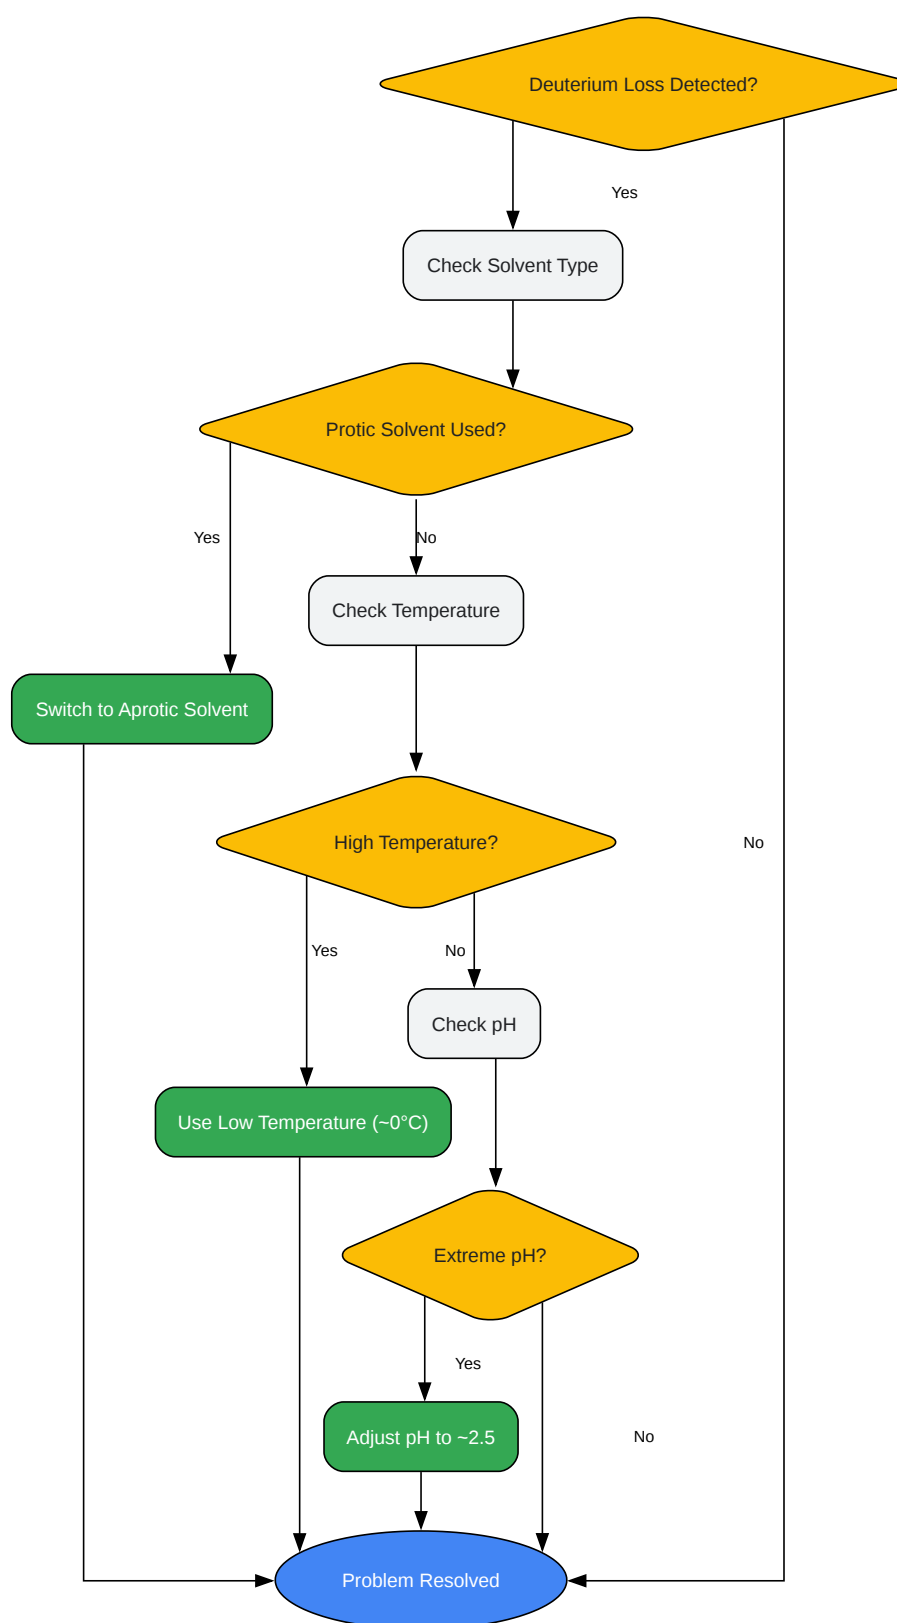 Deuterium Loss Detected?
Yes
Check Solvent Type
Protic Solvent Used?
Yes
No
Check Temperature
Switch to Aprotic Solvent
High Temperature?
No
Yes
No
Check pH
Use Low Temperature (~0°C)
Extreme pH?
Yes
Adjust pH to ~2.5
No
Problem Resolved